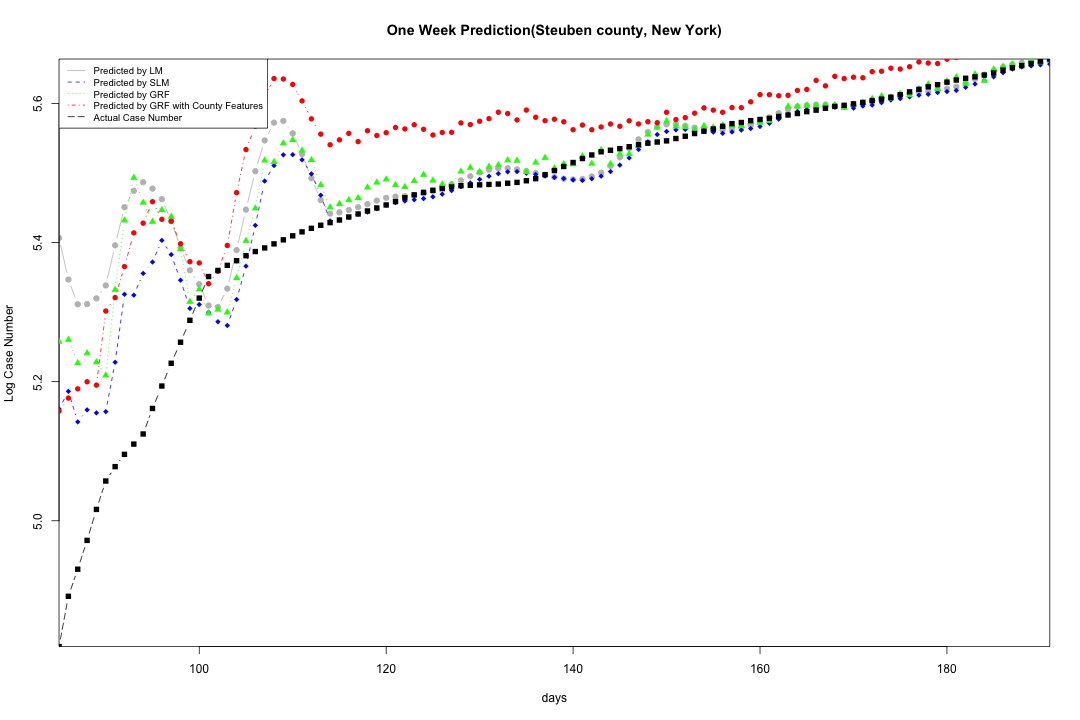 One Week Prediction(Steuben county, New York)
Predicted by LM
Predicted by SLM
Predicted by GRF
Predicted by GRF with County Features
Actual Case Number
5.6
5.4
5.2
5.0
Log Case Number
100 120 140 160 180
days